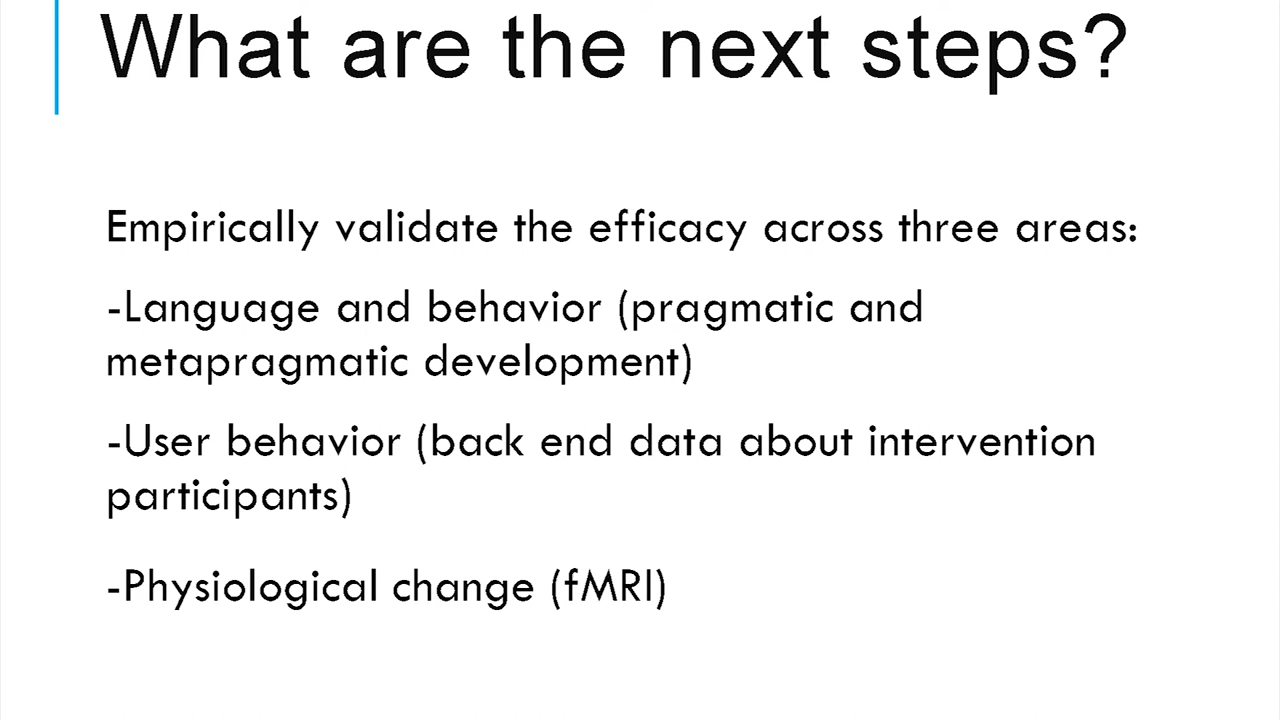 What are the next steps?
Empirically validate the efficacy across three areas:
-Language and behavior (pragmatic and
metapragmatic development)
-User behavior (back end data about intervention
participants)
-Physiological change (fMRI)